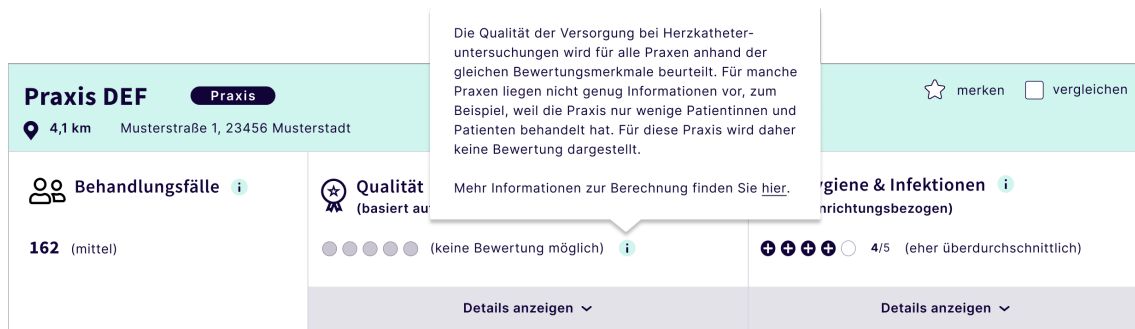 Die Qualität der Versorgung bei Herzkatheter-
untersuchungen wird für alle Praxen anhand der
gleichen Bewertungsmerkmale beurteilt. Für manche
Praxen liegen nicht genug Informationen vor, zum
Beispiel, weil die Praxis nur wenige Patientinnen und
Patienten behandelt hat. Für diese Praxis wird daher
keine Bewertung dargestellt.
Mehr Informationen zur Berechnung finden Sie hier.
Praxis DEF Praxis
merken vergleichen
4,1 km Musterstraße 1, 23456 Musterstadt
Behandlungsfälle i
162 (mittel)
Qualität
(basiert
(keine Bewertung möglich) i
Details anzeigen
& Infektionen i
4/5 (eher überdurchschnittlich)
Details anzeigen